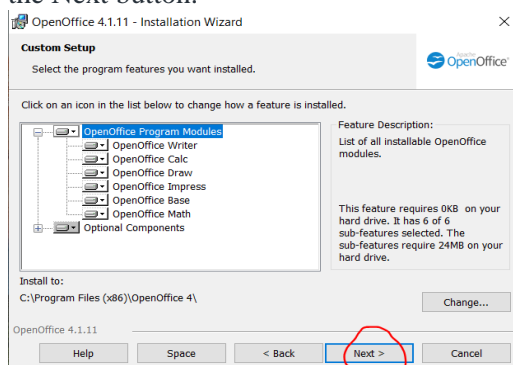 the Next button.
OpenOffice 4.1.11 - Installation Wizard
Custom Setup
Select the program features you want installed.
Apache
OpenOffice
Click on an icon in the list below to change how a feature is installed.
OpenOffice Program Modules
OpenOffice Writer
OpenOffice Calc
OpenOffice Draw
OpenOffice Impress
OpenOffice Base
OpenOffice Math
Optional Components
Feature Description:
List of all installable OpenOffice
modules.
This feature requires 0KB on your
hard drive. It has 6 of 6
sub-features selected. The
sub-features require 24MB on your
hard drive.
Install to:
C:\Program Files (x86)\OpenOffice 4\
Change...
OpenOffice 4.1.11
Help Space < Back Next > Cancel